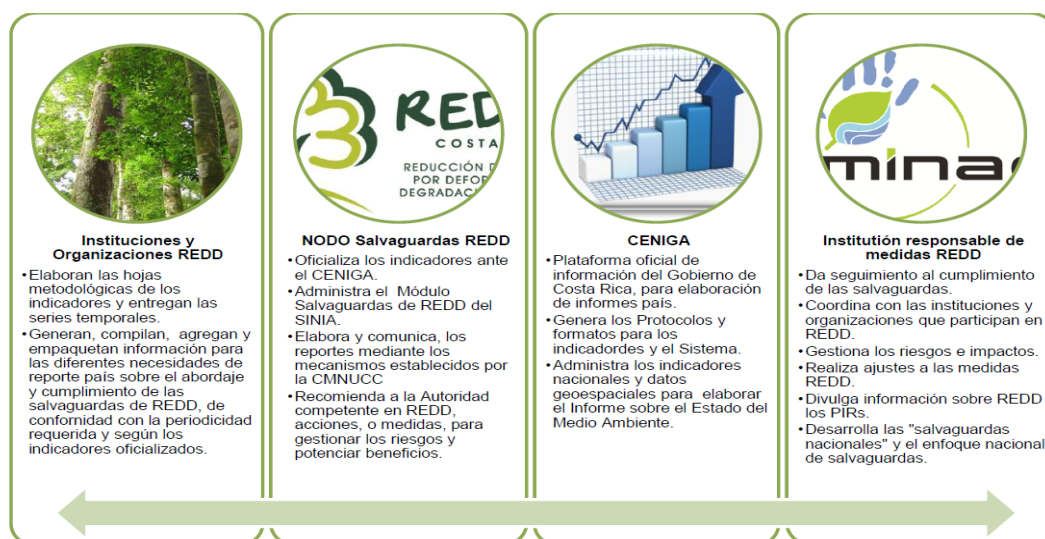 RED
COSTA
REDUCCIÓN D
POR DEFOR
DEGRADACI
minae
Instituciones y
Organizaciones REDD
•Elaboran las hojas
metodológicas de los
indicadores y entregan las
series temporales.
•Generan, compilan, agregan y
empaquetan información para
las diferentes necesidades de
reporte país sobre el abordaje
y cumplimiento de las
salvaguardas de REDD, de
confornidad con la periodicidad
requerida y según los
indicadores oficializados.
NODO Salvaguardas REDD
•Oficializa los indicadores ante
el CENIGA.
•Administra el Módulo
Salvaguardas de REDD del
SINIA.
•Elabora y comunica, los
reportes mediante los
mecanismos establecidos por
la CMNUCC
•Recomienda a la Autoridad
competente en REDD,
acciones, o medidas, para
gestionar los riesgos y
potenciar beneficios.
CENIGA
•Plataforma oficial de
información del Gobierno de
Costa Rica, para elaboración
de informes país.
•Genera los Protocolos y
formatos para los
indicadordes y el Sistema.
•Administra los indicadores
nacionales y datos
geoespaciales para elaborar
el Informe sobre el Estado del
Medio Ambiente.
Institutión responsable de
medidas REDD
•Da seguimiento al cumplimiento
de las salvaguardas.
•Coordina con las instituciones y
organizaciones que participan en
REDD.
•Gestiona los riesgos e impactos.
•Realiza ajustes a las medidas
REDD.
•Divulga información sobre REDD
los PIRs.
•Desarrolla las "salvaguardas
nacionales" y el enfoque nacional
de salvaguardas.